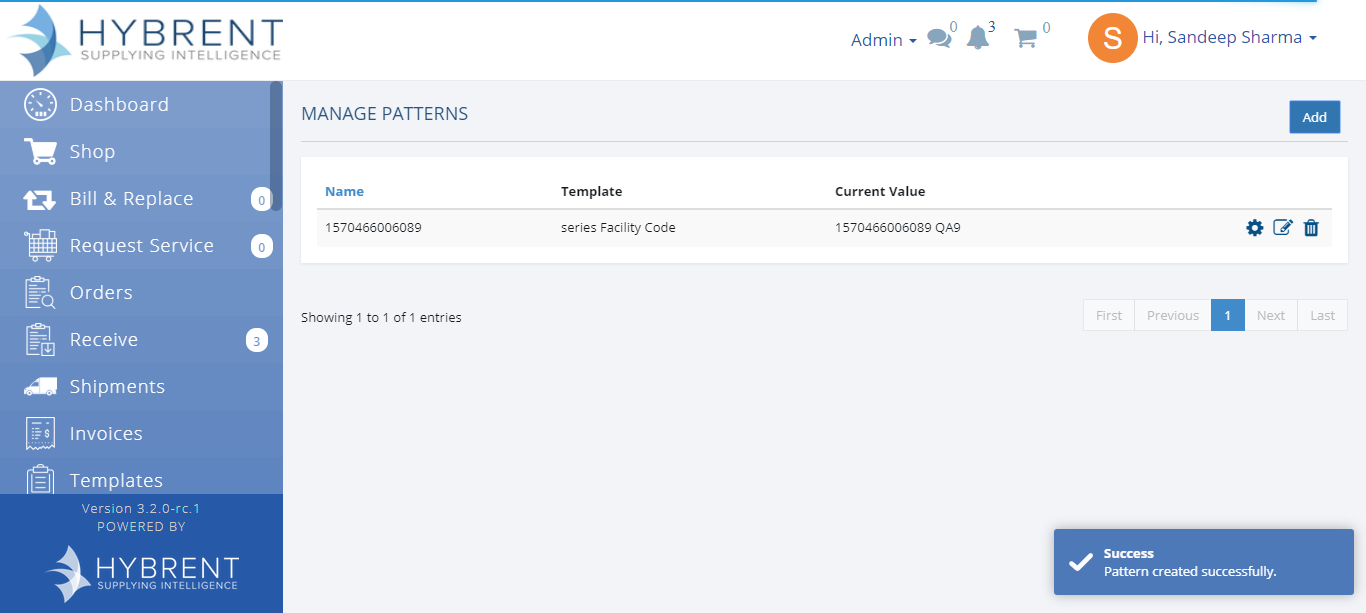 HYBRENT
SUPPLYING INTELLIGENCE
Admin
0
3
0
S
Hi, Sandeep Sharma
Dashboard
Shop
Bill & Replace 0
Request Service 0
Orders
Receive 3
Shipments
Invoices
Templates
Version 3.2.0-rc.1
POWERED BY
HYBRENT
SUPPLYING INTELLIGENCE
MANAGE PATTERNS
Add
Name Template Current Value
1570466006089 series Facility Code 1570466006089 QA9
Showing 1 to 1 of 1 entries
First Previous 1 Next Last
Success
Pattern created successfully.